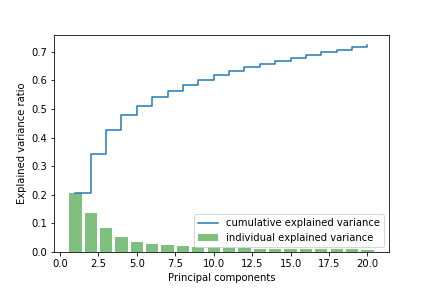 0.7
0.6
0.5
0.4
0.3
0.2
0.1
0.0
Explained variance ratio
cumulative explained variance
individual explained variance
0.0 2.5 5.0 7.5 10.0 12.5 15.0 17.5 20.0
Principal components